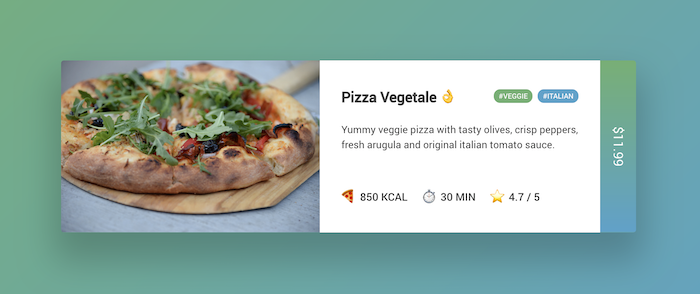 Pizza Vegetale 👌
#VEGGIE
#ITALIAN
Yummy veggie pizza with tasty olives, crisp peppers,
fresh arugula and original italian tomato sauce.
850 KCAL
30 MIN
4.7 / 5
$11.99